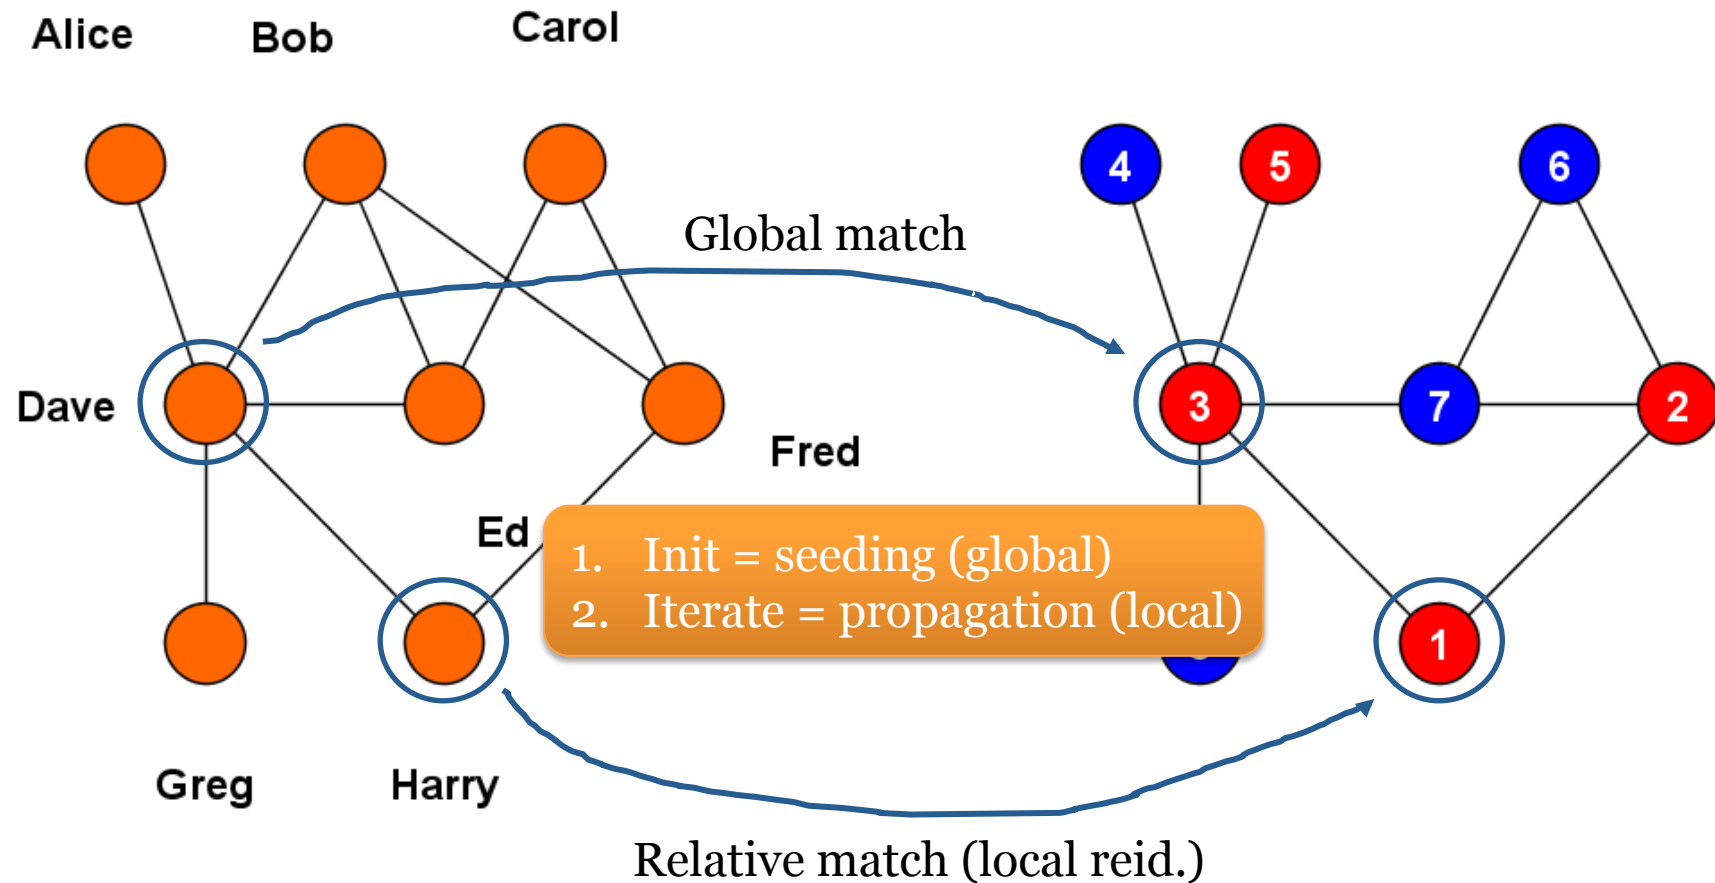 Alice
Bob
Carol
4
5
6
Global match
Dave
3
7
2
Fred
Ed
1. Init = seeding (global)
2. Iterate = propagation (local)
1
Greg
Harry
Relative match (local reid.)